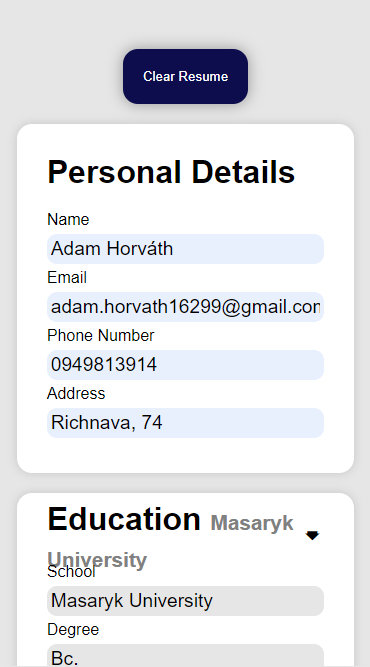 Clear Resume
Personal Details
Name
Adam Horváth
Email
adam.horvath16299@gmail.com
Phone Number
0949813914
Address
Richnava, 74
Education Masaryk
University
School
Masaryk University
Degree
Bc.